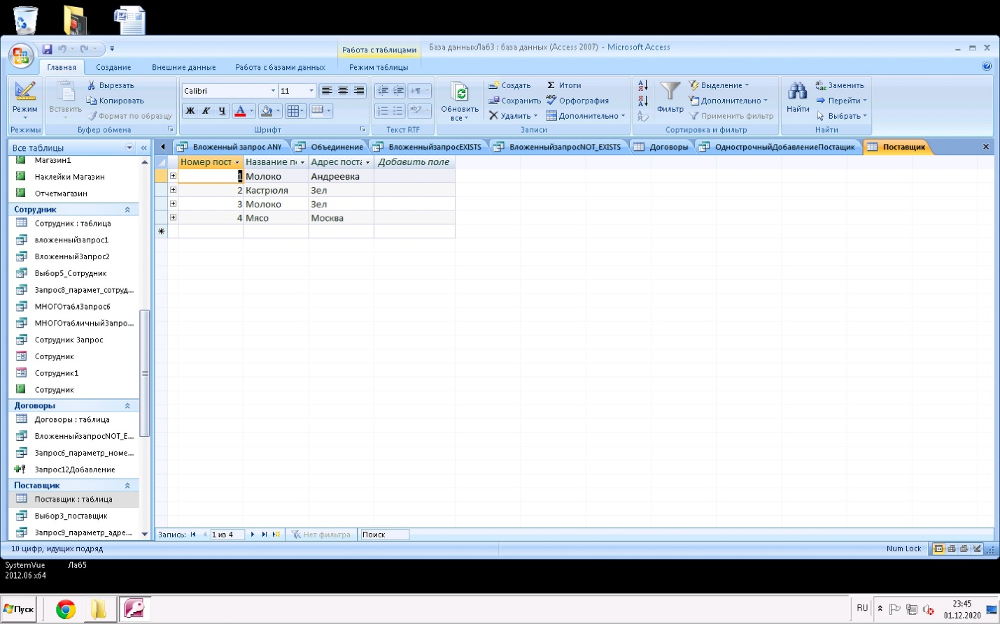 Работа с таблицами
База данныхЛаб3 : база данных (Access 2007) - Microsoft Access
Главная Создание Внешние данные Работа с базами данных Режим таблицы
Режим
Режимы
Вставить
Вырезать
Копировать
Формат по образцу
Буфер обмена
Calibri 11
Ж К Ч А
Шрифт
Текст RTF
Обновить все
Создать
Сохранить
Удалить
Итоги
Орфография
Дополнительно
Записи
Фильтр
Выделение
Дополнительно
Применить фильтр
Сортировка и фильтр
Найти
Заменить
Перейти
Выбрать
Найти
Все таблицы
Вложенный запрос ANY Объединение ВложенныйзапросEXISTS ВложенныйзапросNOT_EXISTS Договоры ОднострочныйДобавлениеПостащик Поставщик
Магазин1
Наклейки Магазин
Отчетмагазин
Сотрудник
Сотрудник : таблица
вложенныйзапрос1
ВложенныйЗапрос2
Выбор5_Сотрудник
Запрос8_парамет_сотруд...
МНОГОтаблЗапрос6
МНОГОтабличныйЗапро...
Сотрудник Запрос
Сотрудник
Сотрудник1
Сотрудник
Договоры
Договоры : таблица
ВложенныйзапросNOT_E...
Запрос6_параметр_номе...
Запрос12Добавление
Поставщик
Поставщик : таблица
Выбор3_поставщик
Запрос9_параметр_адре...
Номер пост Название п Адрес пост Добавить поле
1 Молоко Андреевка
2 Кастрюля Зел
3 Молоко Зел
4 Мясо Москва
Запись: 1 из 4 Нет фильтра Поиск
10 цифр, идущих подряд
Num Lock
SystemVue
2012.06 x64
Лаб5
Пуск
RU
23:45
01.12.2020